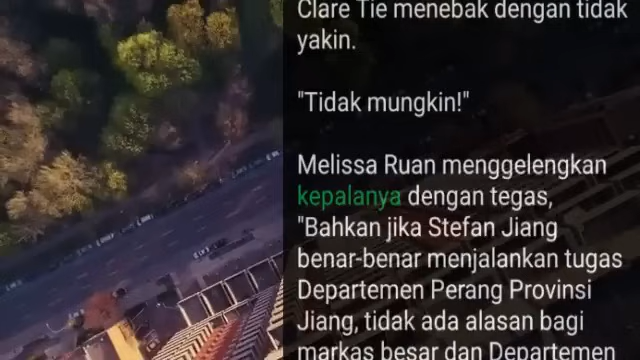 Clare Tie menebak dengan tidak
yakin.
"Tidak mungkin!"
Melissa Ruan menggelengkan
kepalanya dengan tegas,
"Bahkan jika Stefan Jiang
benar-benar menjalankan tugas
Departemen Perang Provinsi
Jiang, tidak ada alasan bagi
markas besar dan Departemen